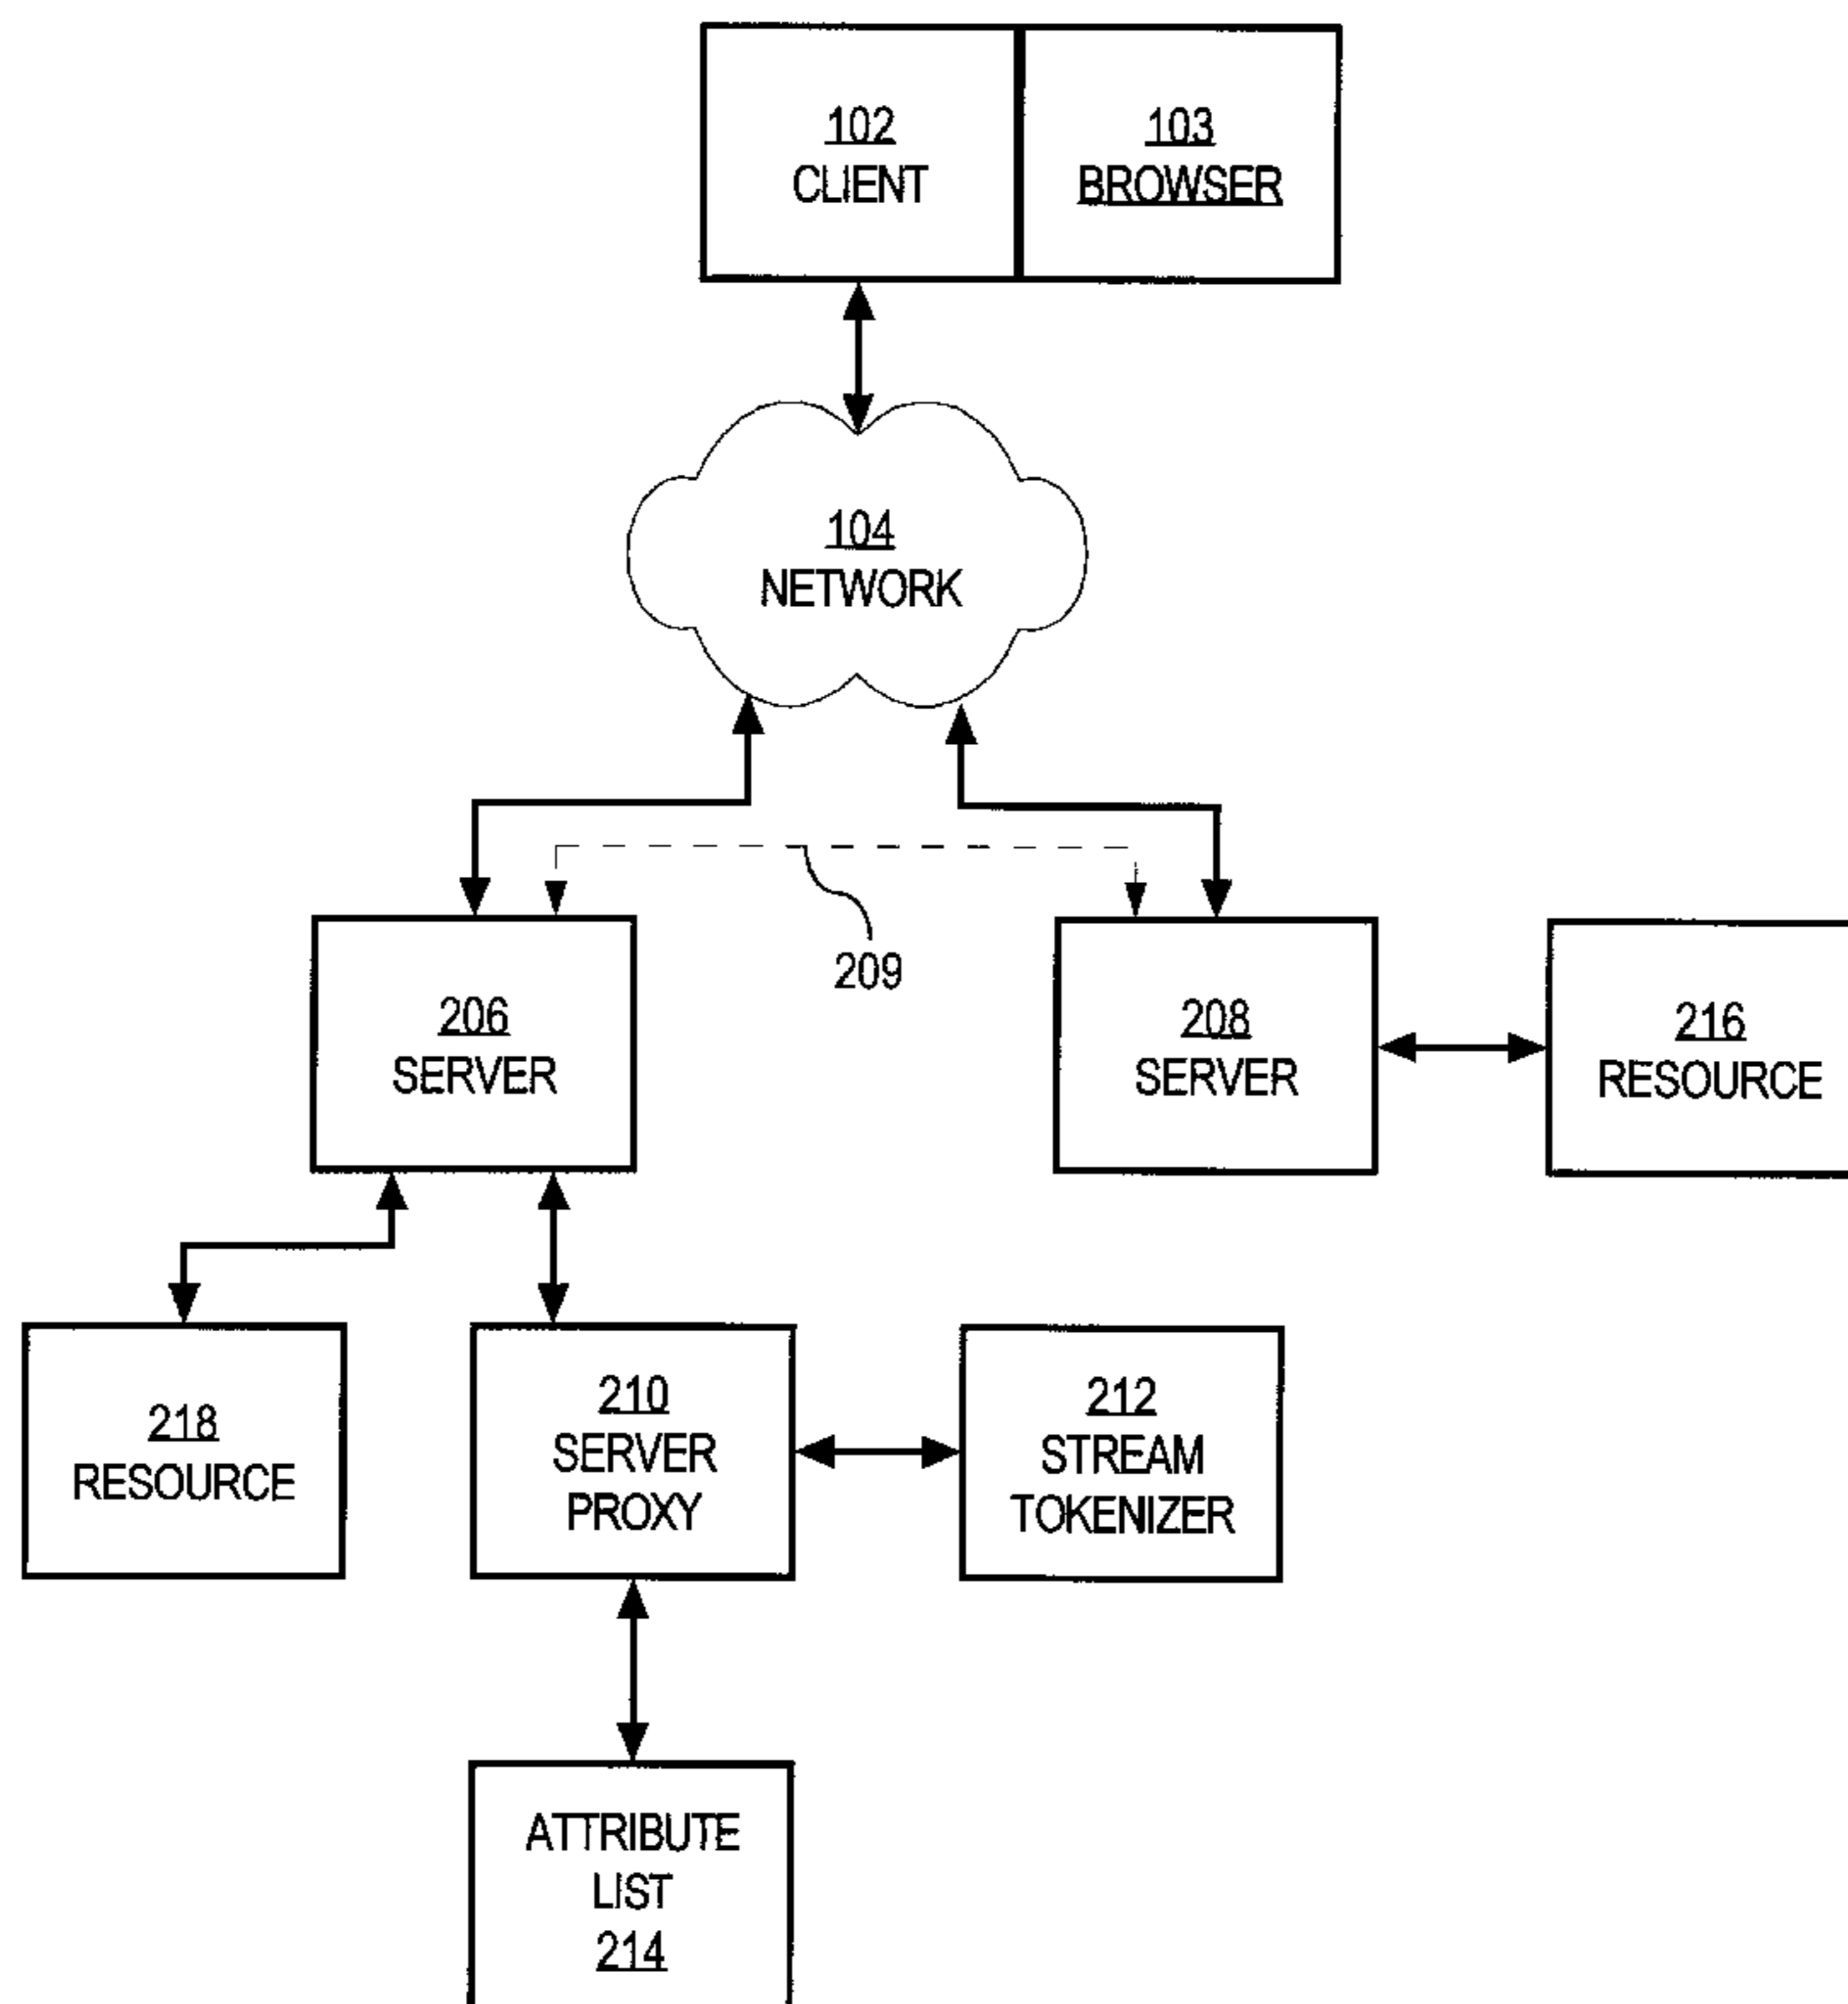 102
CLIENT
103
BROWSER
104
NETWORK
209
206
SERVER
208
SERVER
216
RESOURCE
218
RESOURCE
210
SERVER
PROXY
212
STREAM
TOKENIZER
ATTRIBUTE
LIST
214